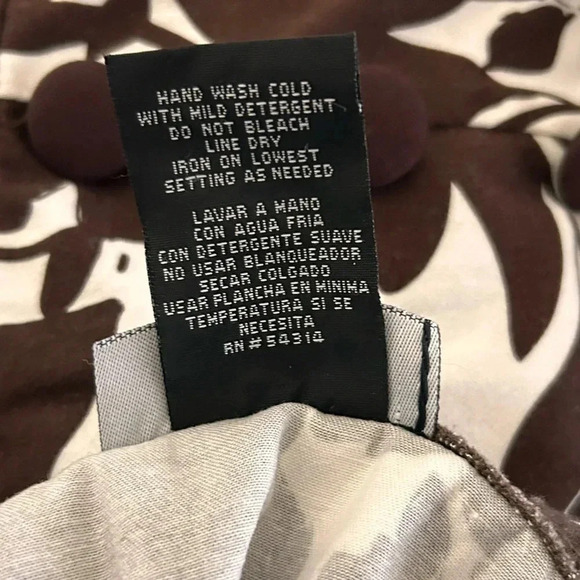 HAND WASH COLD
WITH MILD DETERGENT
DO NOT BLEACH
LINE DRY
IRON ON LOWEST
SETTING AS NEEDED
LAVAR A MANO
CON AGUA FRIA
CON DETERGENTE SUAVE
NO USAR BLANQUEADOR
SECAR COLGADO
USAR PLANCHA EN MINIMA
TEMPERATURA SI SE
NECESITA
RN#54314